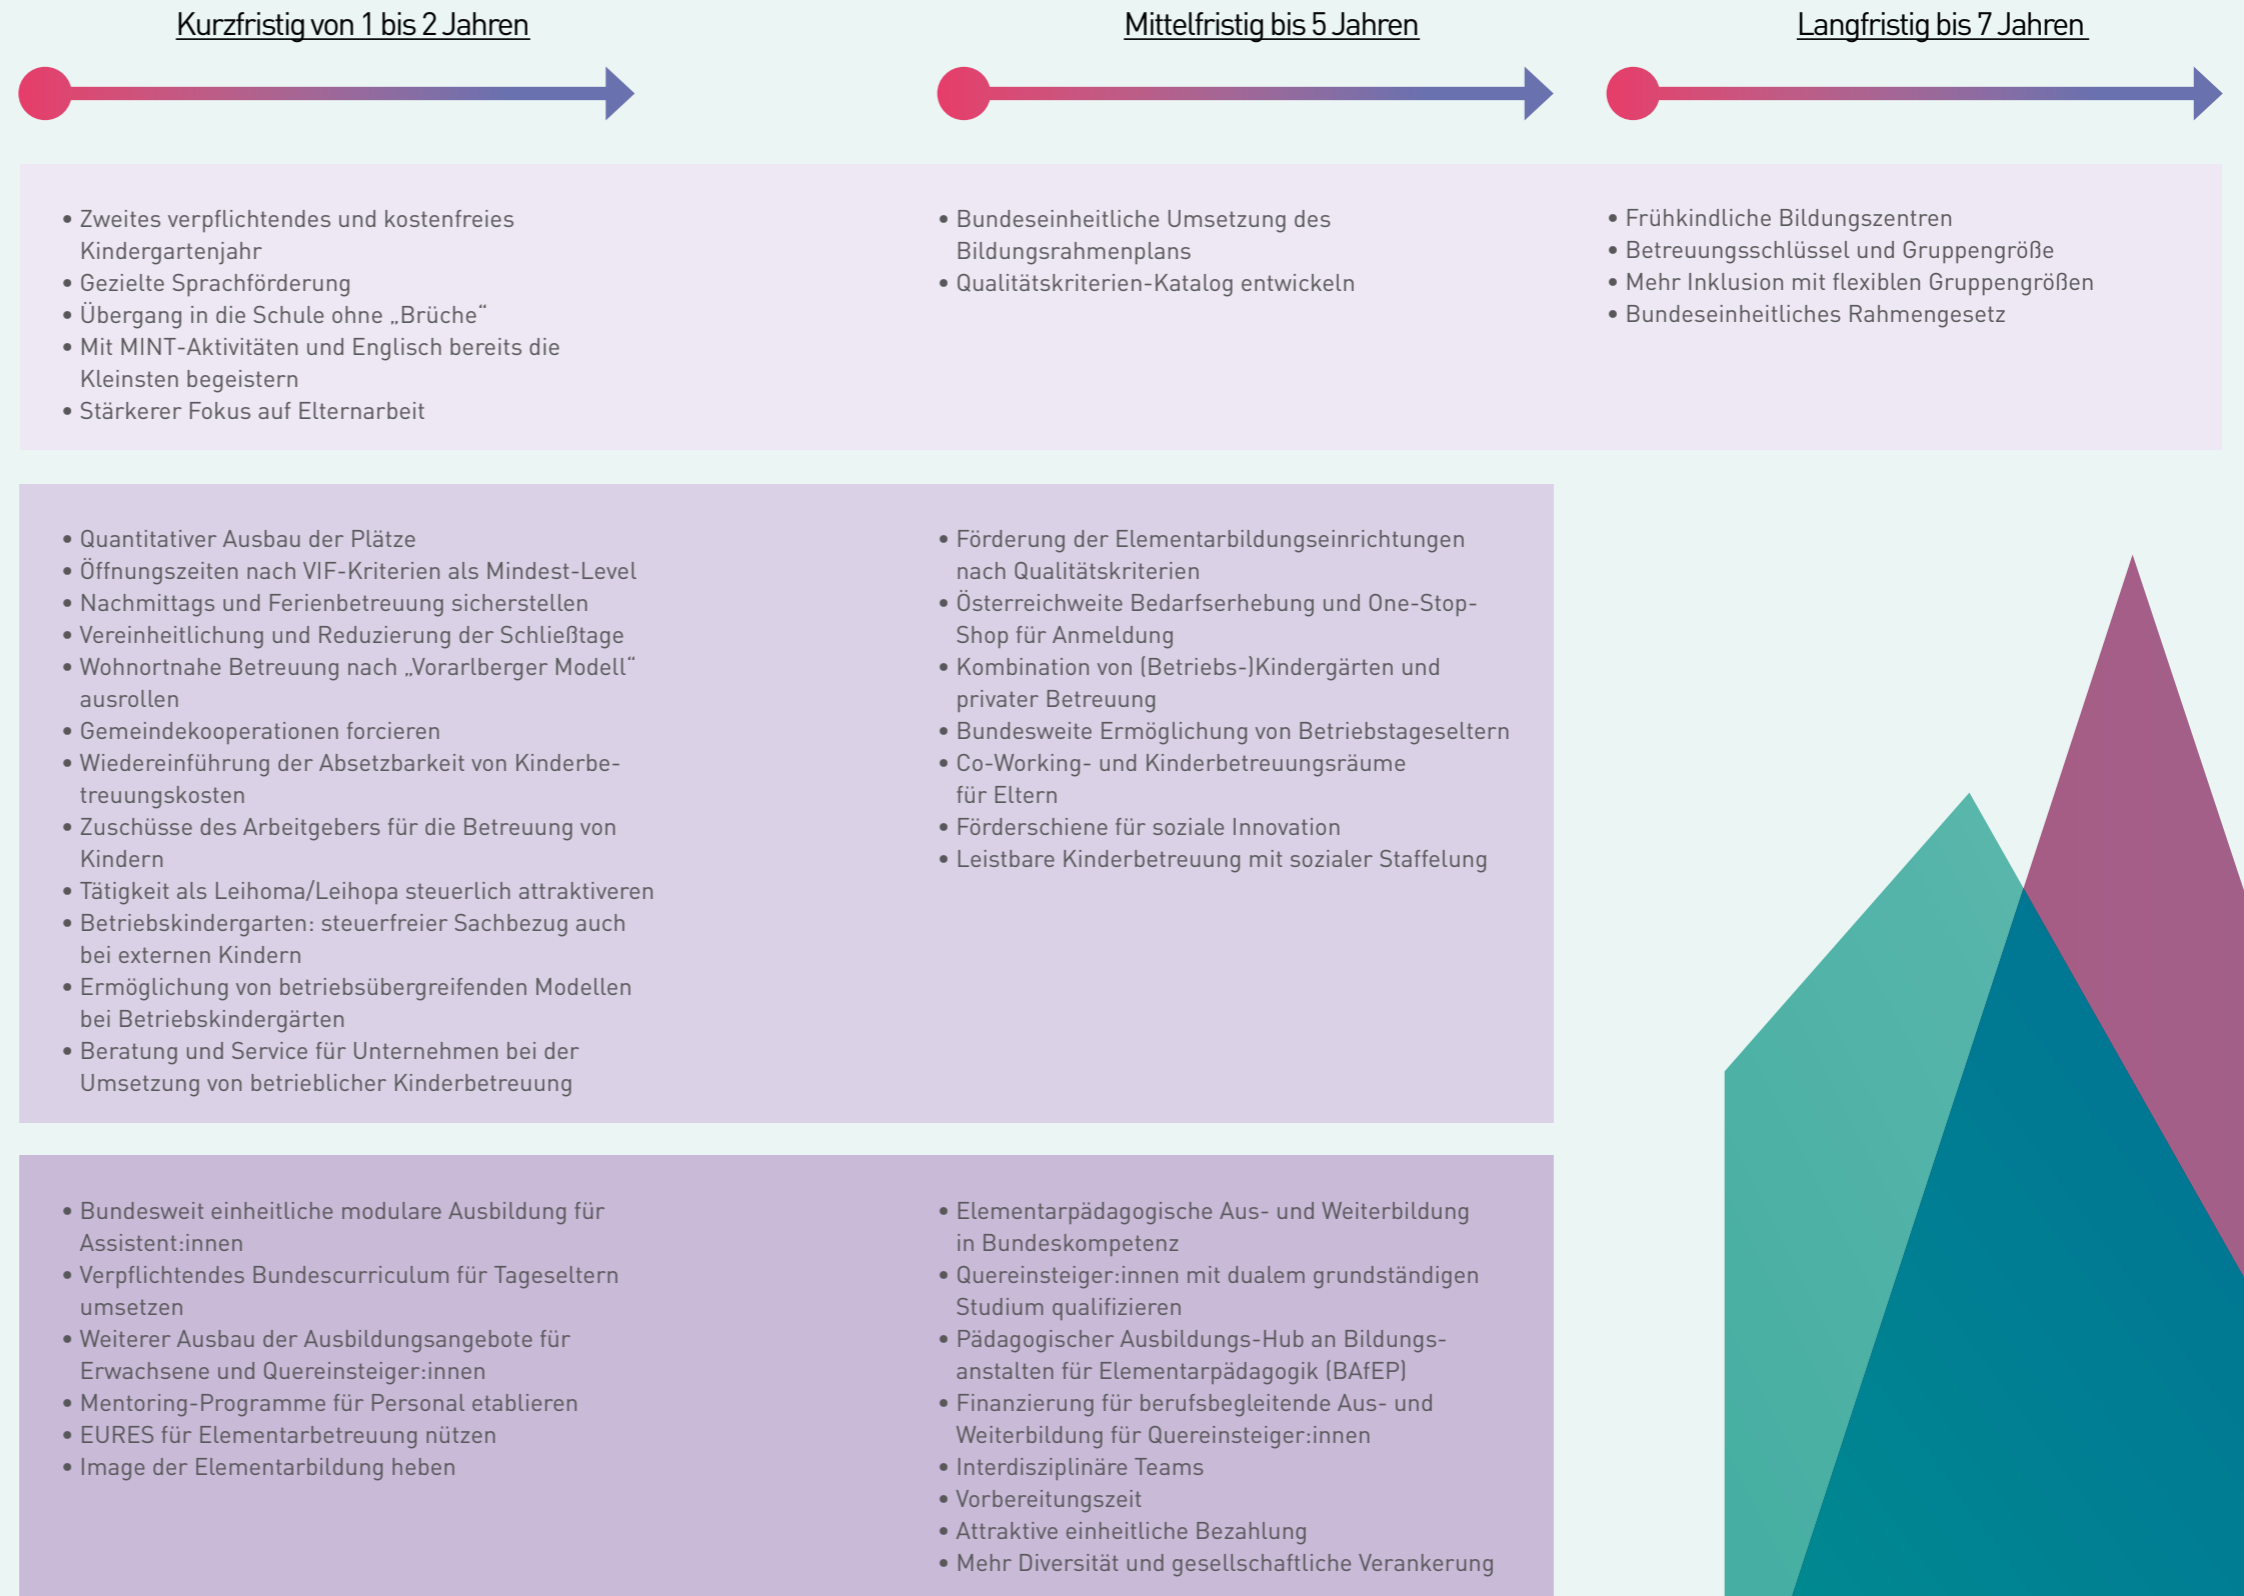 Kurzfristig von 1 bis 2 Jahren
Mittelfristig bis 5 Jahren
Langfristig bis 7 Jahren
• Zweites verpflichtendes und kostenfreies
Kindergartenjahr
• Gezielte Sprachförderung
• Übergang in die Schule ohne „Brüche“
• Mit MINT-Aktivitäten und Englisch bereits die
Kleinsten begeistern
• Stärkerer Fokus auf Elternarbeit
• Bundeseinheitliche Umsetzung des
Bildungsrahmenplans
• Qualitätskriterien-Katalog entwickeln
• Frühkindliche Bildungszentren
• Betreuungsschlüssel und Gruppengröße
• Mehr Inklusion mit flexiblen Gruppengrößen
• Bundeseinheitliches Rahmengesetz
• Quantitativer Ausbau der Plätze
• Öffnungszeiten nach VIF-Kriterien als Mindest-Level
• Nachmittags und Ferienbetreuung sicherstellen
• Vereinheitlichung und Reduzierung der Schließtage
• Wohnortnahe Betreuung nach „Vorarlberger Modell“
ausrollen
• Gemeindekooperationen forcieren
• Wiedereinführung der Absetzbarkeit von Kinderbe-
treuungskosten
• Zuschüsse des Arbeitgebers für die Betreuung von
Kindern
• Tätigkeit als Leihoma/Leihopa steuerlich attraktiveren
• Betriebskindergarten: steuerfreier Sachbezug auch
bei externen Kindern
• Ermöglichung von betriebsübergreifenden Modellen
bei Betriebskindergärten
• Beratung und Service für Unternehmen bei der
Umsetzung von betrieblicher Kinderbetreuung
• Förderung der Elementarbildungseinrichtungen
nach Qualitätskriterien
• Österreichweite Bedarfserhebung und One-Stop-
Shop für Anmeldung
• Kombination von (Betriebs-)Kindergärten und
privater Betreuung
• Bundesweite Ermöglichung von Betriebstageseltern
• Co-Working- und Kinderbetreuungsräume
für Eltern
• Förderschiene für soziale Innovation
• Leistbare Kinderbetreuung mit sozialer Staffelung
• Bundesweit einheitliche modulare Ausbildung für
Assistent:innen
• Verpflichtendes Bundescurriculum für Tageseltern
umsetzen
• Weiterer Ausbau der Ausbildungsangebote für
Erwachsene und Quereinsteiger:innen
• Mentoring-Programme für Personal etablieren
• EURES für Elementarbetreuung nützen
• Image der Elementarbildung heben
• Elementarpädagogische Aus- und Weiterbildung
in Bundeskompetenz
• Quereinsteiger:innen mit dualem grundständigen
Studium qualifizieren
• Pädagogischer Ausbildungs-Hub an Bildungs-
anstalten für Elementarpädagogik (BAfEP)
• Finanzierung für berufsbegleitende Aus- und
Weiterbildung für Quereinsteiger:innen
• Interdisziplinäre Teams
• Vorbereitungszeit
• Attraktive einheitliche Bezahlung
• Mehr Diversität und gesellschaftliche Verankerung